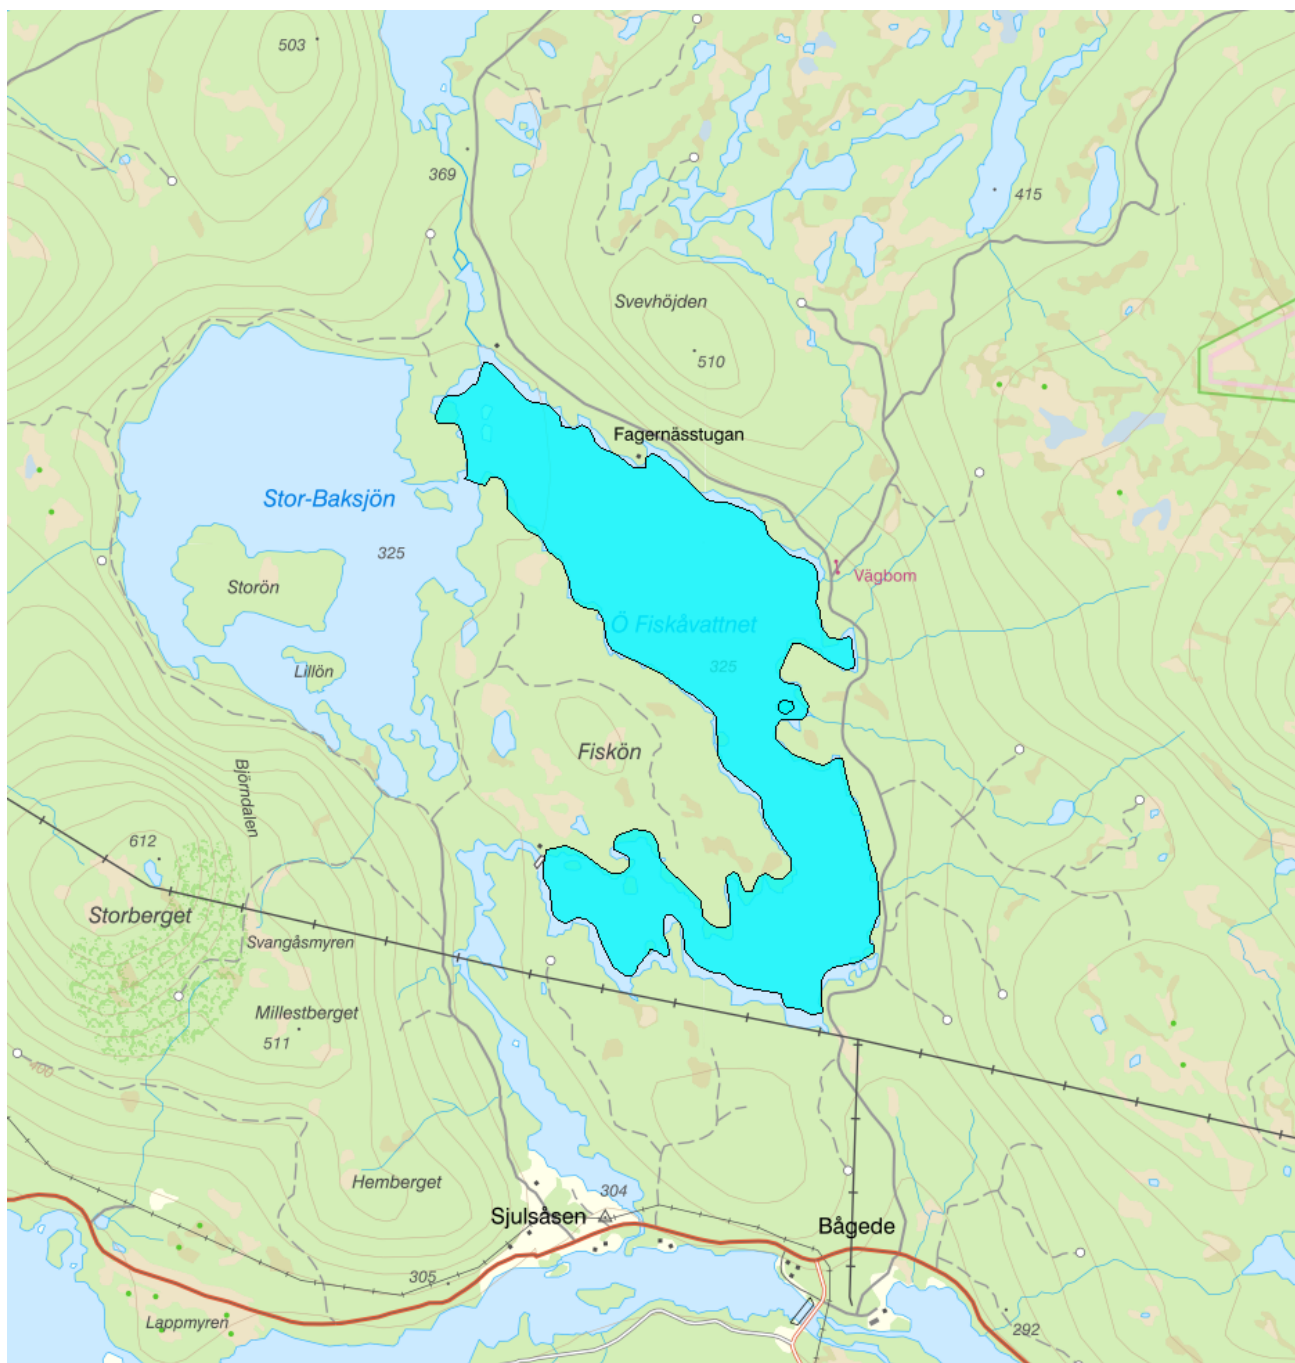 503
369
415
Svevhöjden
510
Fagernässtugan
Stor-Baksjön
325
Vägbom
Storön
Ö Fiskåvattnet
325
Lillön
Fiskön
Björndalen
612
Storberget
Svangåsmyren
Millestberget
511
400
Hemberget
304
Sjulsåsen
Bågede
305
Lappmyren
292